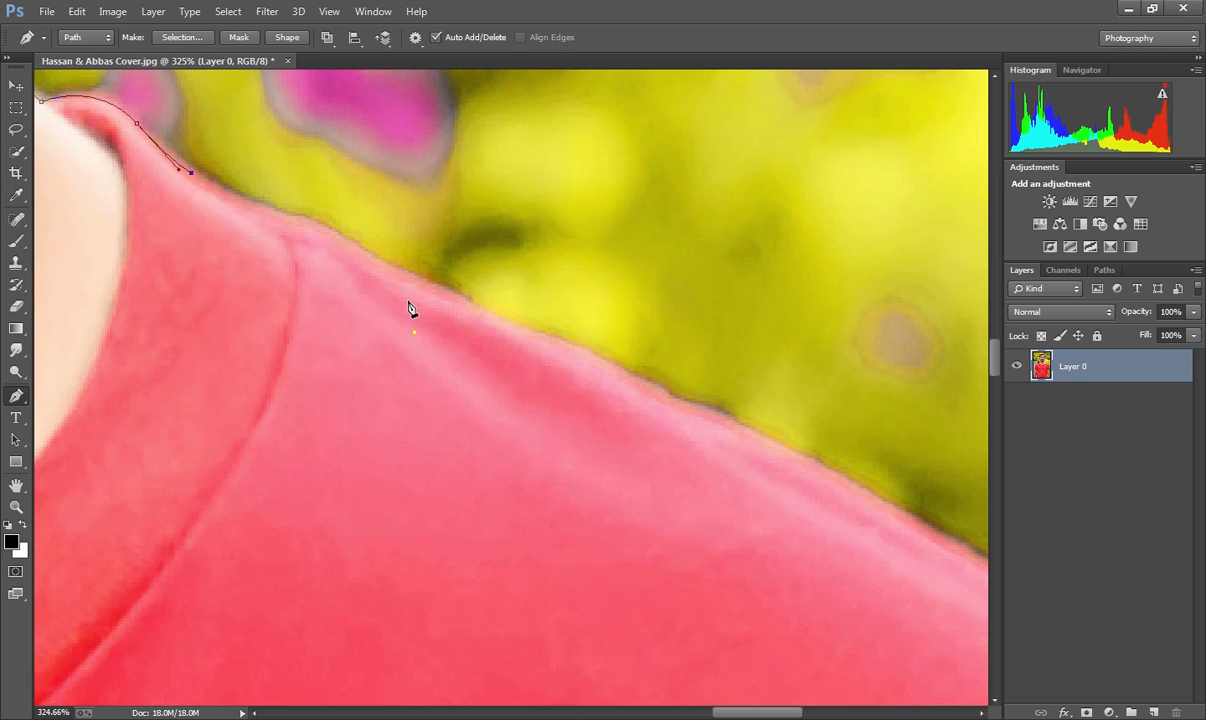 Ps File Edit Image Layer Type Select Filter 3D View Window Help
Path Make: Selection... Mask Shape Auto Add/Delete Align Edges Photography
Hassan & Abbas Cover.jpg @ 325% (Layer 0, RGB/8) *
Histogram Navigator
Adjustments
Add an adjustment
Layers Channels Paths
Kind
Normal Opacity: 100%
Lock: Fill: 100%
Layer 0
T
324.66% Doc: 18.0M/18.0M
fx